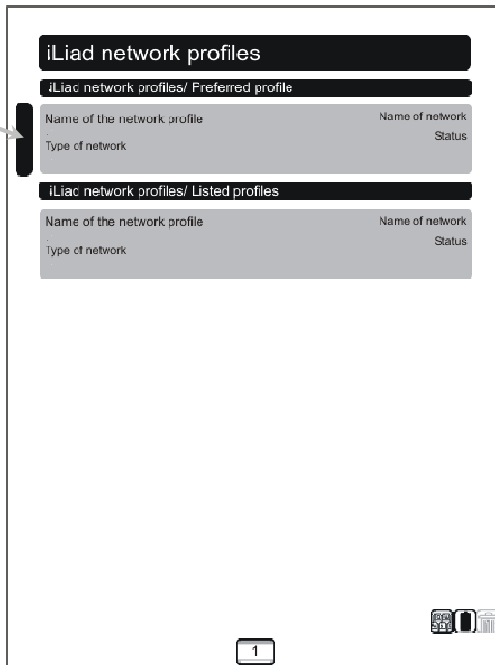 iLiad network profiles
iLiad network profiles/ Preferred profile
Name of the network profile
Name of network
Status
Type of network
iLiad network profiles/ Listed profiles
Name of the network profile
Name of network
Status
Type of network
1